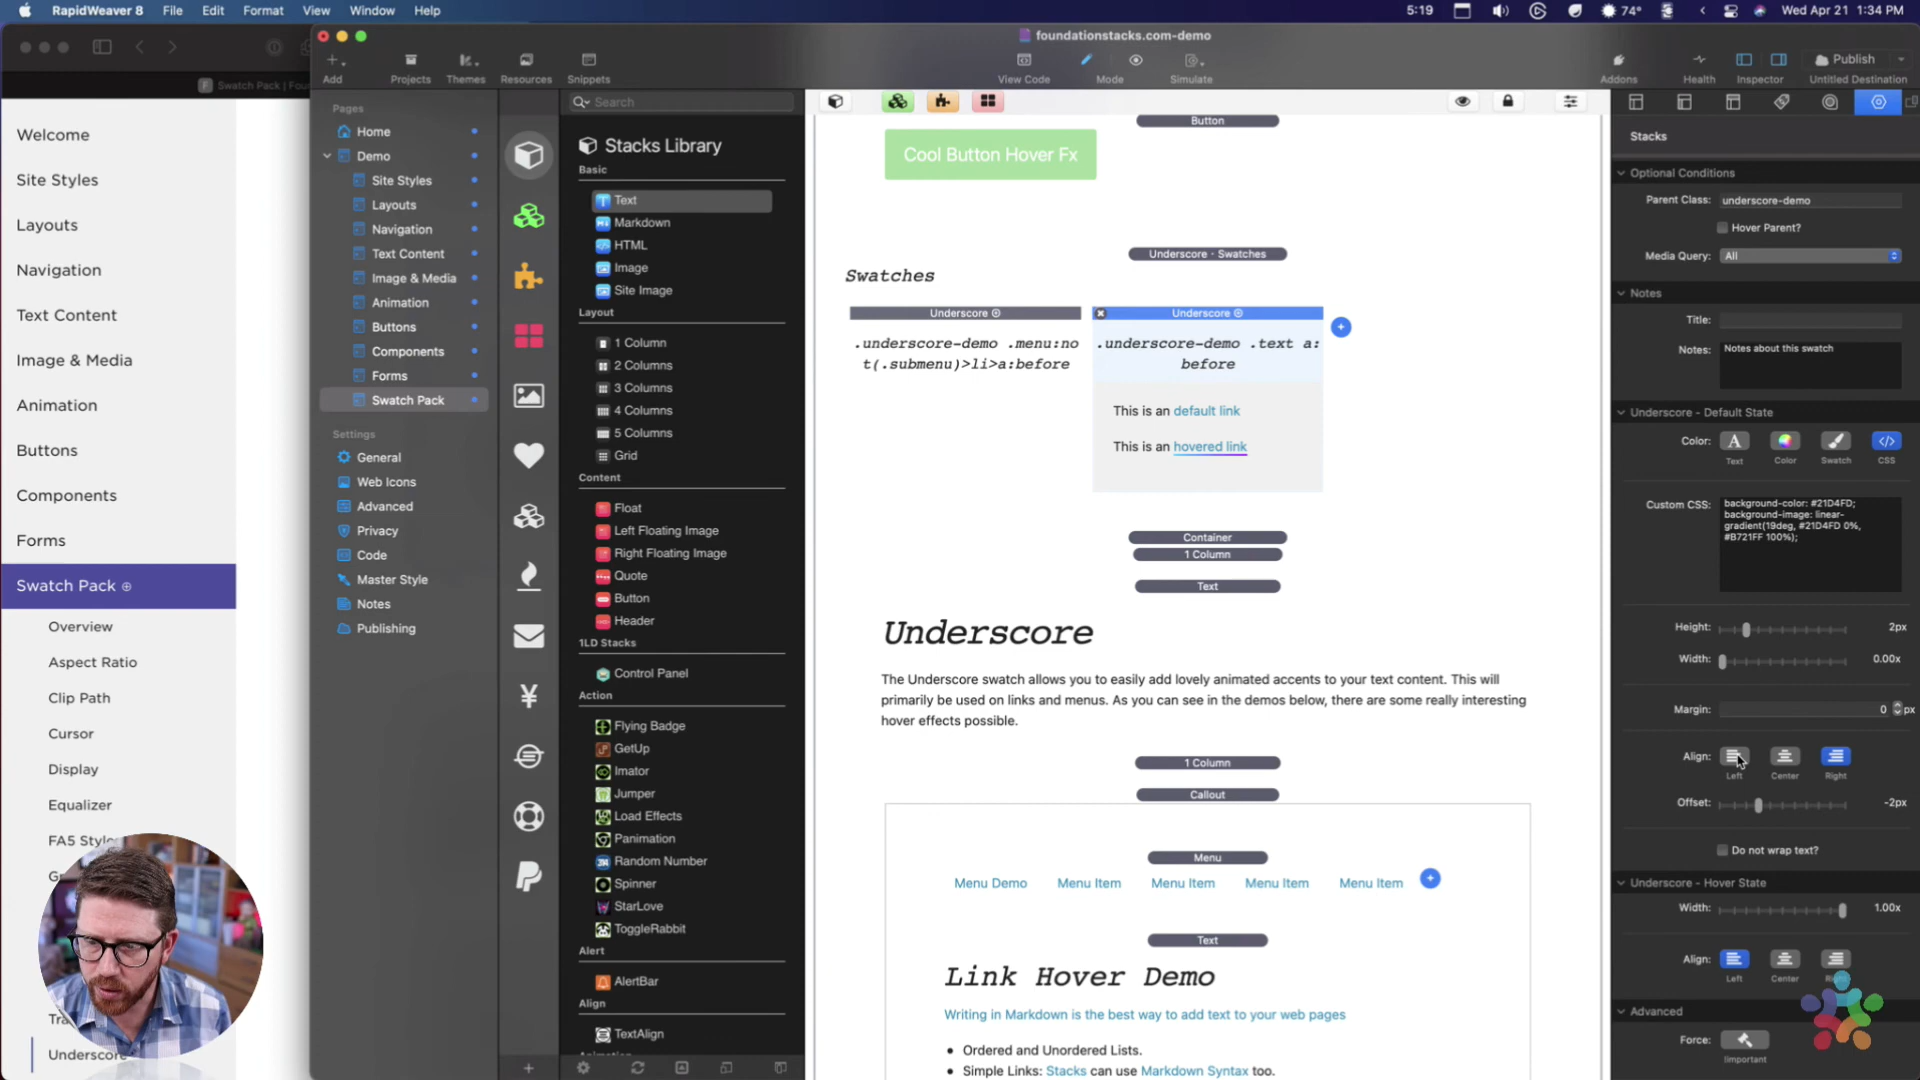 RapidWeaver 8 File Edit Format View Window Help
5:19 74° Wed Apr 21 1:34 PM
foundationstacks.com-demo
Add Projects Themes Resources Snippets
View Code Mode Simulate
Publish
Addons Health Inspector Untitled Destination
Swatch Pack | Fou
Welcome
Site Styles
Layouts
Navigation
Text Content
Image & Media
Animation
Buttons
Components
Forms
Swatch Pack
Overview
Aspect Ratio
Clip Path
Cursor
Display
Equalizer
FA5 Style
Underscore
Pages
Home
Demo
Site Styles
Layouts
Navigation
Text Content
Image & Media
Animation
Buttons
Components
Forms
Swatch Pack
Settings
General
Web Icons
Advanced
Privacy
Code
Master Style
Notes
Publishing
Search
Stacks Library
Basic
Text
Markdown
HTML
Image
Site Image
Layout
1 Column
2 Columns
3 Columns
4 Columns
5 Columns
Grid
Content
Float
Left Floating Image
Right Floating Image
Quote
Button
Header
1LD Stacks
Control Panel
Action
Flying Badge
GetUp
Imator
Jumper
Load Effects
Panimation
Random Number
Spinner
StarLove
ToggleRabbit
Alert
AlertBar
Align
TextAlign
Button
Cool Button Hover Fx
Underscore - Swatches
Swatches
Underscore
.underscore-demo .menu:no
t(.submenu)>li>a:before
Underscore
.underscore-demo .text a:
before
This is an default link
This is an hovered link
Container
1 Column
Text
Underscore
The Underscore swatch allows you to easily add lovely animated accents to your text content. This will
primarily be used on links and menus. As you can see in the demos below, there are some really interesting
hover effects possible.
1 Column
Callout
Menu
Menu Demo Menu Item Menu Item Menu Item Menu Item
Text
Link Hover Demo
Writing in Markdown is the best way to add text to your web pages
Ordered and Unordered Lists.
Simple Links: Stacks can use Markdown Syntax too.
Stacks
Optional Conditions
Parent Class: underscore-demo
Hover Parent?
Media Query: All
Notes
Title:
Notes: Notes about this swatch
Underscore - Default State
Color: Text Color Swatch CSS
Custom CSS: background-color: #21D4FD;
background-image: linear-
gradient(19deg, #21D4FD 0%,
#B721FF 100%);
Height: 2px
Width: 0.00x
Margin: 0 px
Align: Left Center Right
Offset: -2px
Do not wrap text?
Underscore - Hover State
Width: 1.00x
Align: Left Center
Advanced
Force: !important